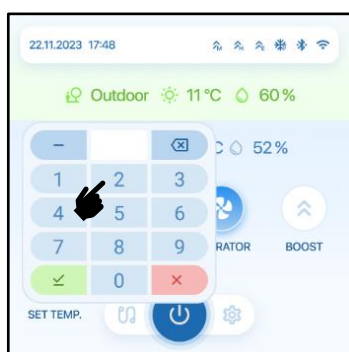 22.11.2023 17:48
Outdoor 11 °C 60 %
C 52 %
1 2 3
4 5 6
7 8 9
0
RATOR BOOST
SET TEMP.